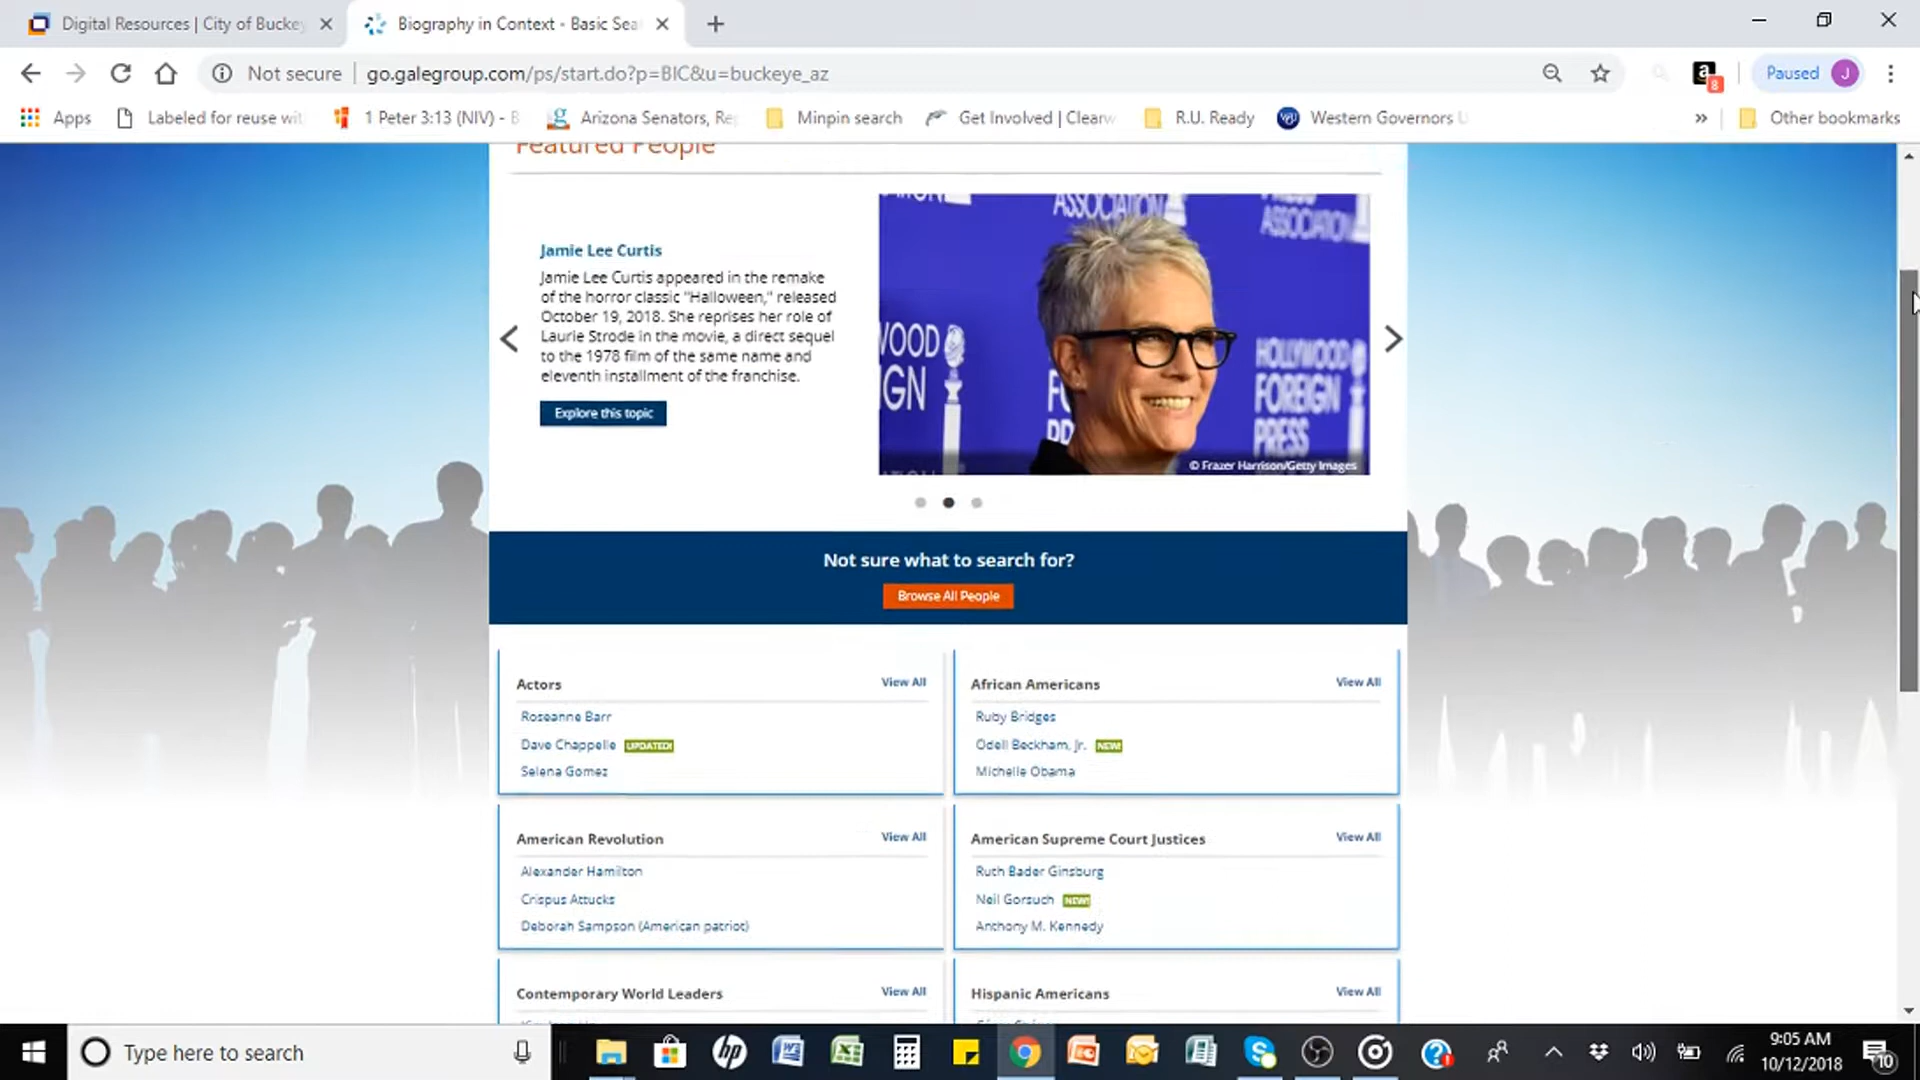 Digital Resources | City of Buckey
Biography in Context - Basic Sea
Not secure
go.galegroup.com/ps/start.do?p=BIC&u=buckeye_az
8
Paused
J
Apps
Labeled for reuse wit
1 Peter 3:13 (NIV) - B
Arizona Senators, Re
Minpin search
Get Involved | Clearw
R.U. Ready
Western Governors U
»
Other bookmarks
Featured People
Jamie Lee Curtis
Jamie Lee Curtis appeared in the remake
of the horror classic "Halloween," released
October 19, 2018. She reprises her role of
Laurie Strode in the movie, a direct sequel
to the 1978 film of the same name and
eleventh installment of the franchise.
Explore this topic
ASSOCIATION
PRESS
ASSOCIATION
WOOD
IGN
HOLLYWOOD
FOREIGN
PRESS
© Frazer Harrison/Getty Images
Not sure what to search for?
Browse All People
Actors
View All
Roseanne Barr
Dave Chappelle UPDATED!
Selena Gomez
African Americans
View All
Ruby Bridges
Odell Beckham, Jr. NEW!
Michelle Obama
American Revolution
View All
Alexander Hamilton
Crispus Attucks
Deborah Sampson (American patriot)
American Supreme Court Justices
View All
Ruth Bader Ginsburg
Neil Gorsuch NEW!
Anthony M. Kennedy
Contemporary World Leaders
View All
Hispanic Americans
View All
Type here to search
9:05 AM
10/12/2018
10